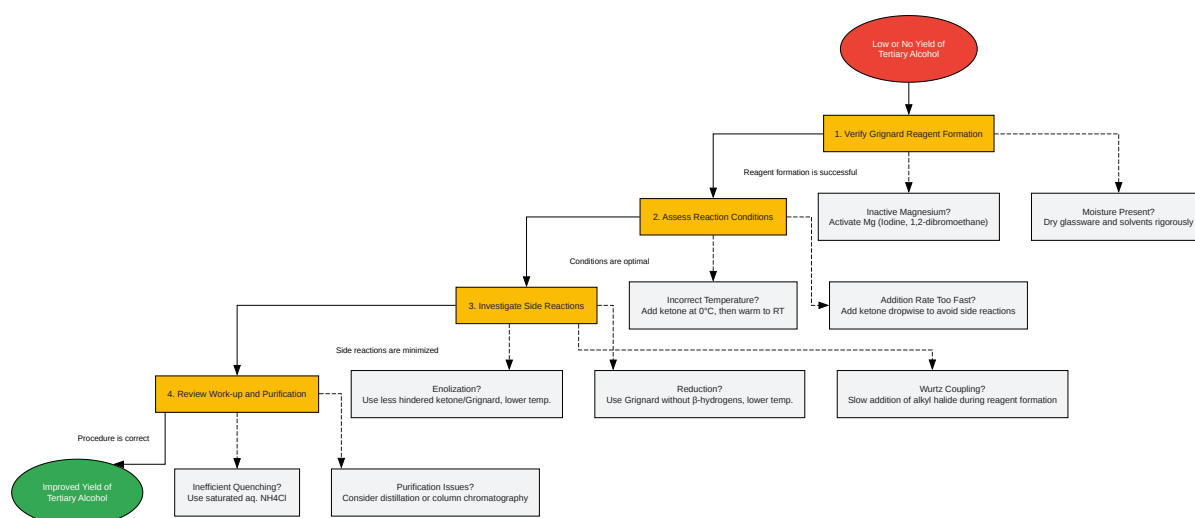 Low or No Yield of
Tertiary Alcohol
1. Verify Grignard Reagent Formation
Reagent formation is successful
Inactive Magnesium?
Activate Mg (Iodine, 1,2-dibromoethane)
Moisture Present?
Dry glassware and solvents rigorously
2. Assess Reaction Conditions
Conditions are optimal
Incorrect Temperature?
Add ketone at 0°C, then warm to RT
Addition Rate Too Fast?
Add ketone dropwise to avoid side reactions
3. Investigate Side Reactions
Side reactions are minimized
Enolization?
Use less hindered ketone/Grignard, lower temp.
Reduction?
Use Grignard without β-hydrogens, lower temp.
Wurtz Coupling?
Slow addition of alkyl halide during reagent formation
4. Review Work-up and Purification
Procedure is correct
Improved Yield of
Tertiary Alcohol
Inefficient Quenching?
Use saturated aq. NH4Cl
Purification Issues?
Consider distillation or column chromatography